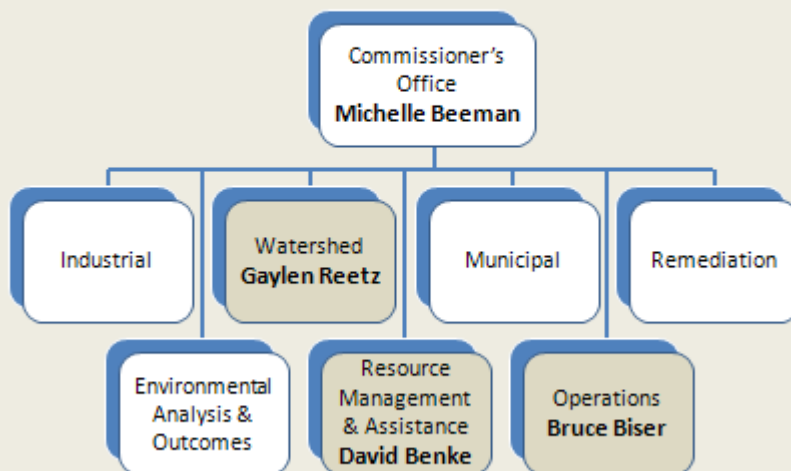 Commissioner's
Office
Michelle Beeman
Industrial
Watershed
Gaylen Reetz
Municipal
Remediation
Environmental
Analysis &
Outcomes
Resource
Management
& Assistance
David Benke
Operations
Bruce Biser